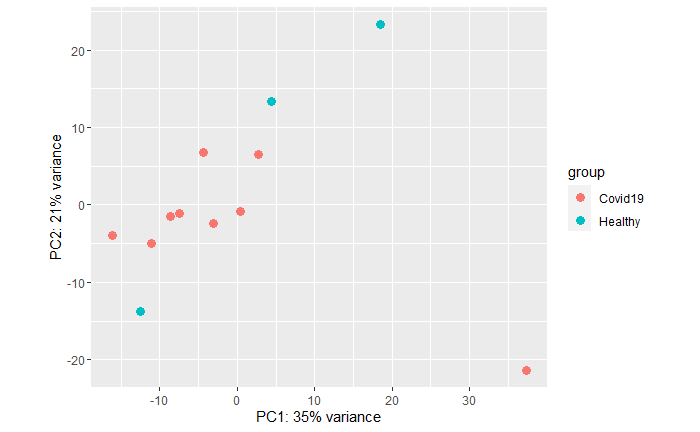 20
10
0
-10
-20
PC2: 21% variance
-10 0 10 20 30
PC1: 35% variance
group
Covid19
Healthy